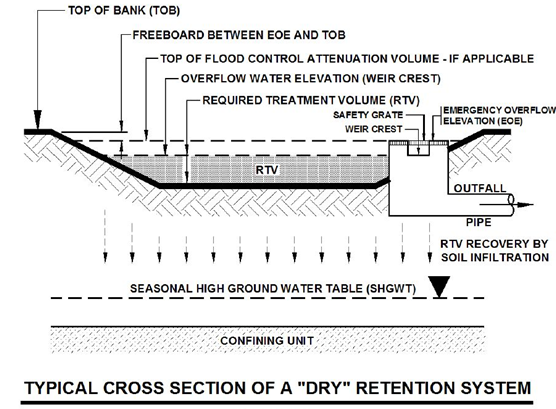 TOP OF BANK (TOB)
FREEBOARD BETWEEN EOE AND TOB
TOP OF FLOOD CONTROL ATTENUATION VOLUME - IF APPLICABLE
OVERFLOW WATER ELEVATION (WEIR CREST)
REQUIRED TREATMENT VOLUME (RTV)
SAFETY GRATE
WEIR CREST
EMERGENCY OVERFLOW
ELEVATION (EOE)
RTV
OUTFALL
PIPE
RTV RECOVERY BY
SOIL INFILTRATION
SEASONAL HIGH GROUND WATER TABLE (SHGWT)
CONFINING UNIT
TYPICAL CROSS SECTION OF A "DRY" RETENTION SYSTEM